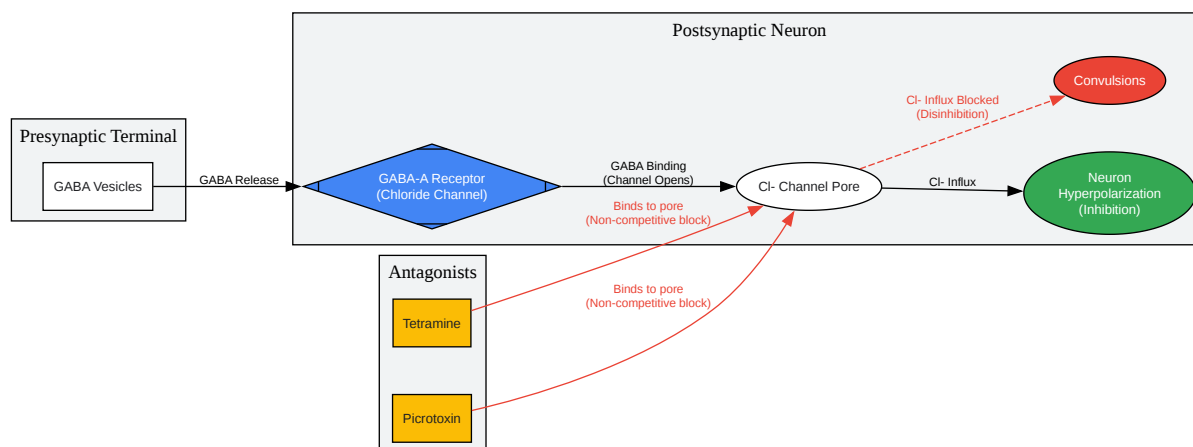 Postsynaptic Neuron
Convulsions
Cl- Influx Blocked
(Disinhibition)
Presynaptic Terminal
GABA Vesicles
GABA Release
GABA-A Receptor
(Chloride Channel)
GABA Binding
(Channel Opens)
Cl- Channel Pore
Cl- Influx
Neuron
Hyperpolarization
(Inhibition)
Binds to pore
(Non-competitive block)
Antagonists
Tetramine
Binds to pore
(Non-competitive block)
Picrotoxin